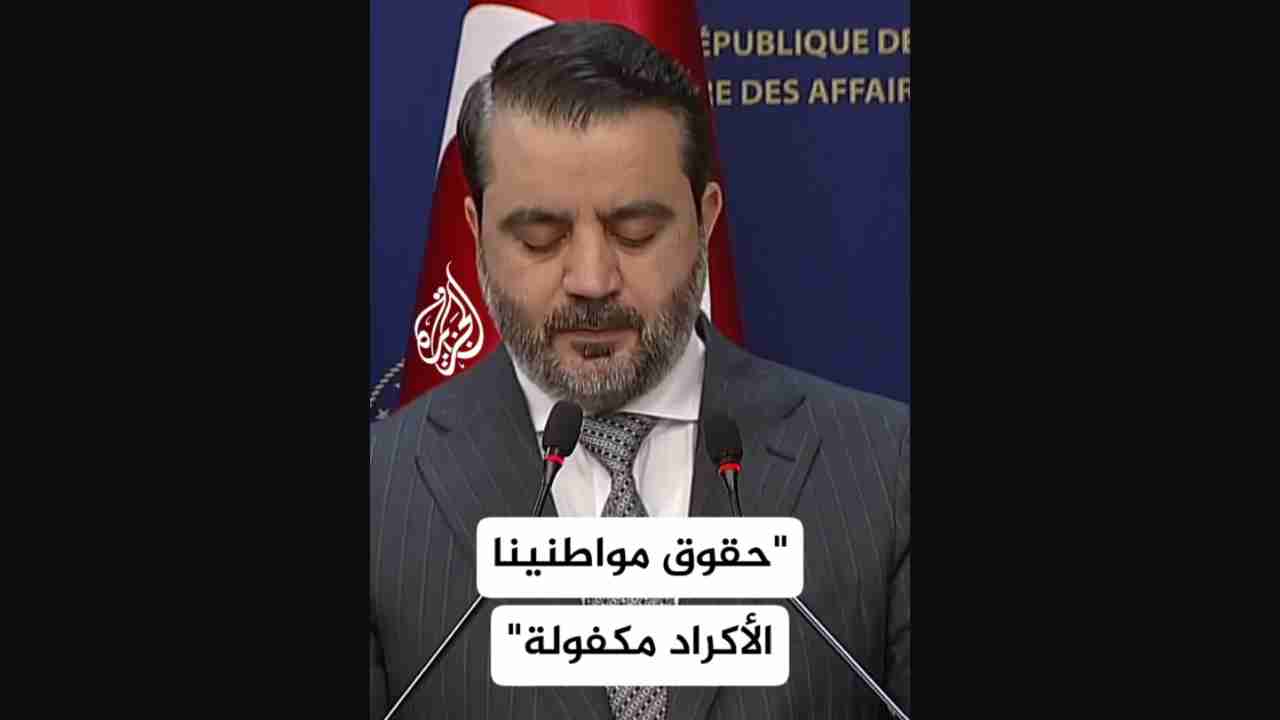 ÉPUBLIQUE DE
E DES AFFAIR
الجزيرة
"حقوق مواطنينا
الأكراد مكفولة"